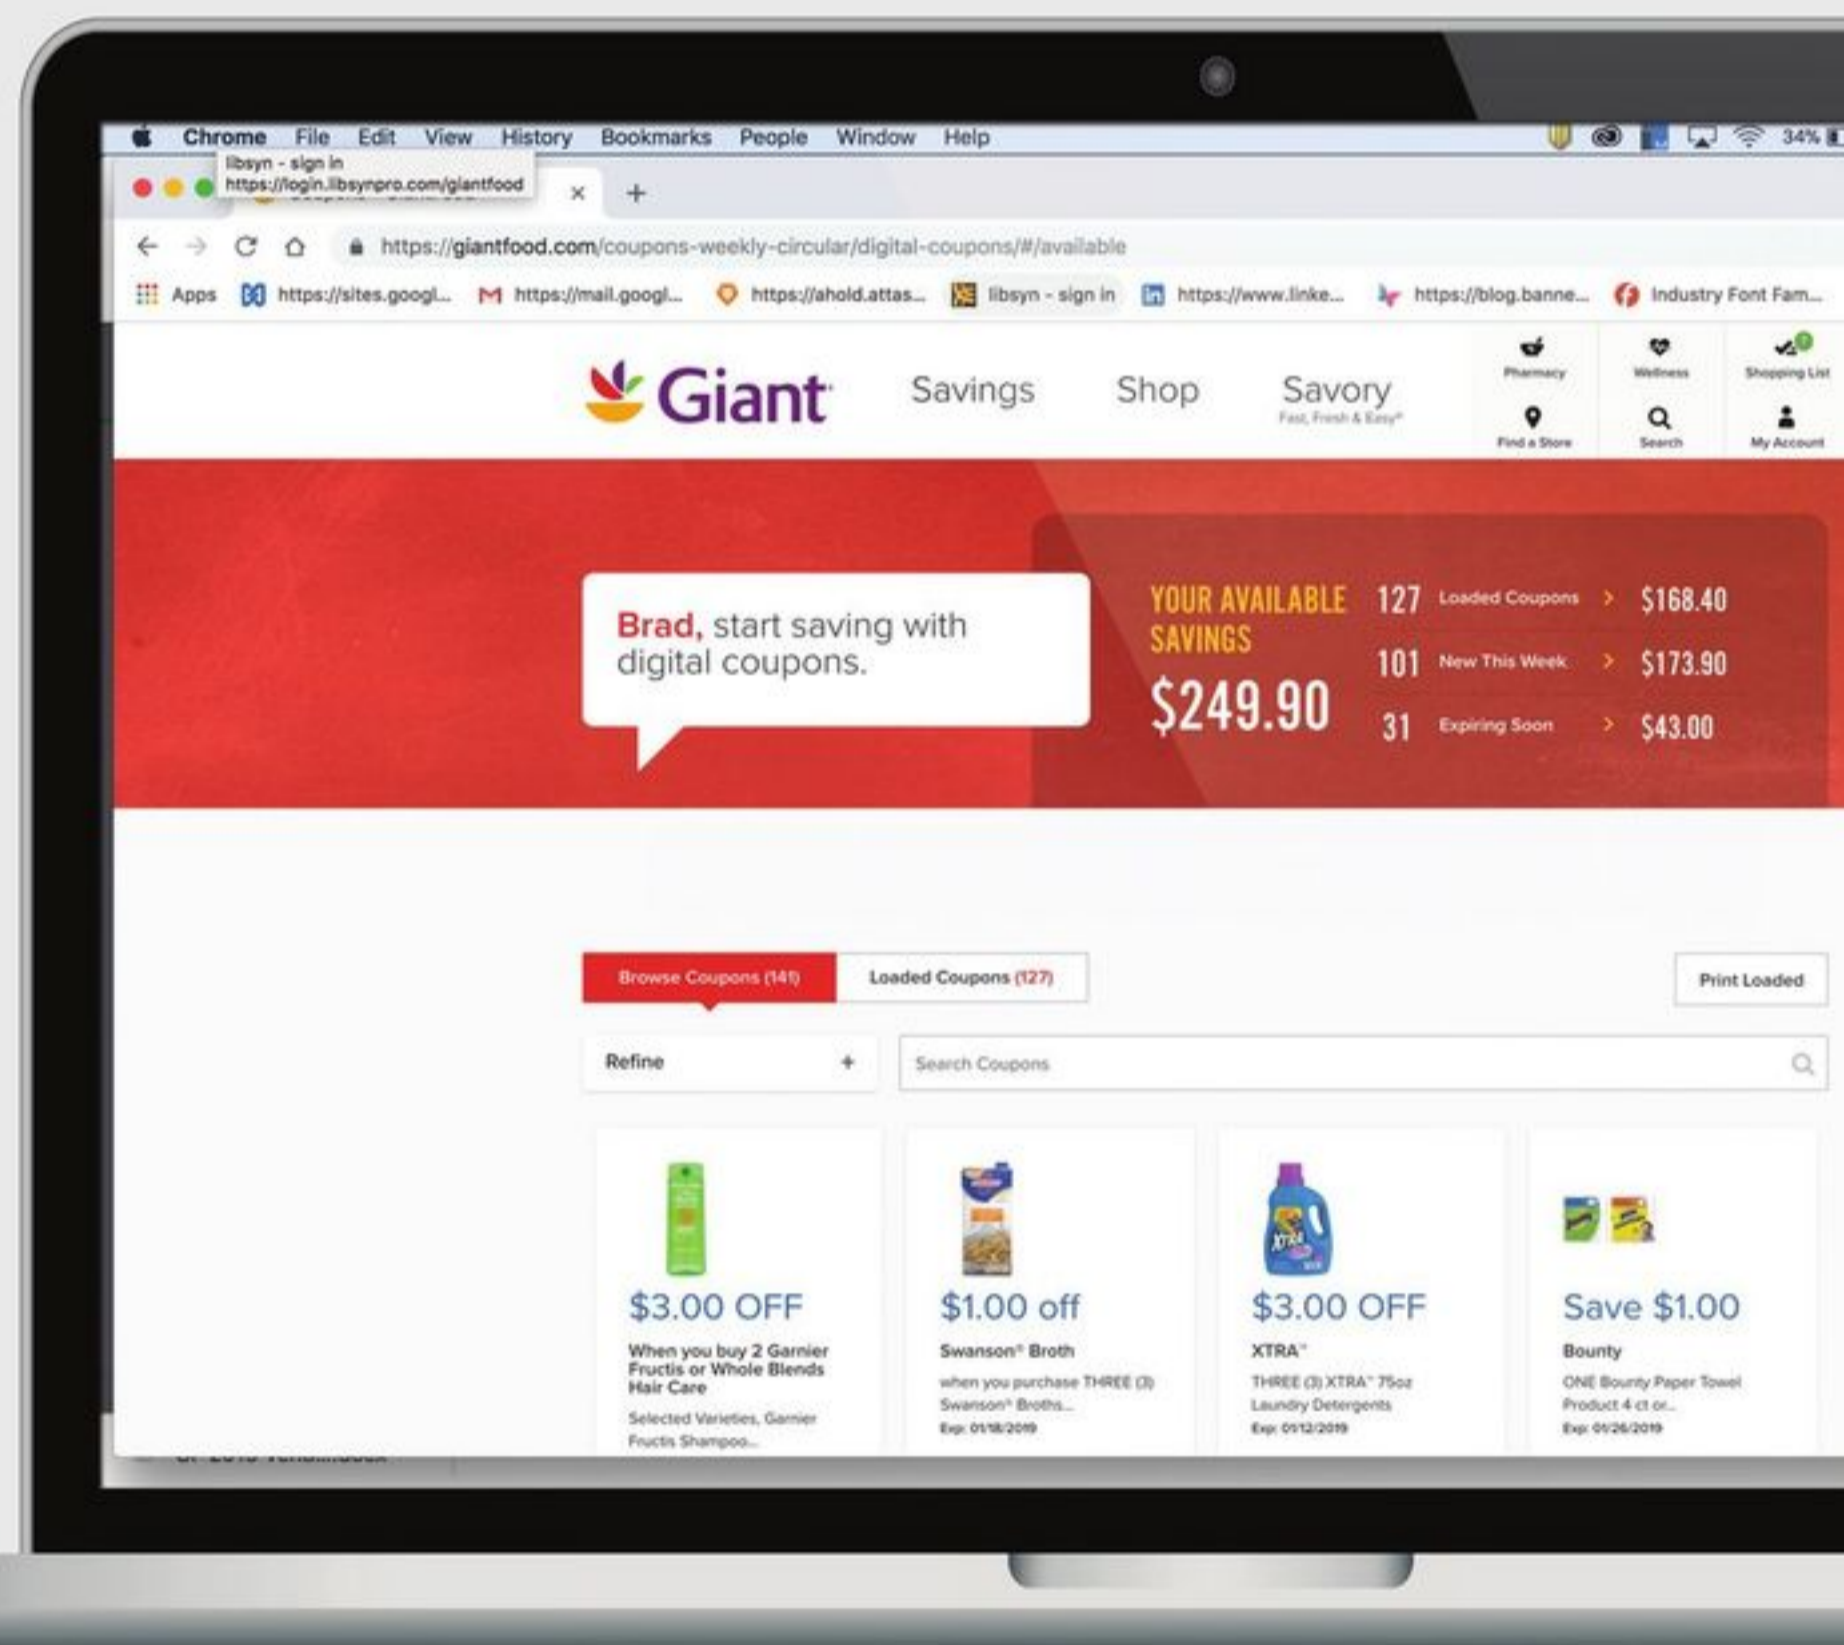 Chrome File Edit View History Bookmarks People Window Help
34%
libsyn - sign in
https://login.libsynpro.com/giantfood
https://giantfood.com/coupons-weekly-circular/digital-coupons/#/available
Apps https://sites.googl... https://mail.googl... https://ahold.attas... libsyn - sign in https://www.linke... https://blog.banne... Industry Font Fam...
Giant Savings Shop Savory
Fast, Fresh & Easy®
Pharmacy Wellness Shopping List
Find a Store Search My Account
Brad, start saving with
digital coupons.
YOUR AVAILABLE
SAVINGS
$249.90
127 Loaded Coupons > $168.40
101 New This Week > $173.90
31 Expiring Soon > $43.00
Browse Coupons (141) Loaded Coupons (127) Print Loaded
Refine + Search Coupons
XTRA
$3.00 OFF
When you buy 2 Garnier
Fructis or Whole Blends
Hair Care
Selected Varieties, Garnier
Fructis Shampoo...
$1.00 off
Swanson® Broth
when you purchase THREE (3)
Swanson® Broths...
Exp: 01/18/2019
$3.00 OFF
XTRA™
THREE (3) XTRA™ 75oz
Laundry Detergents
Exp: 01/12/2019
Save $1.00
Bounty
ONE Bounty Paper Towel
Product 4 ct or...
Exp: 01/26/2019